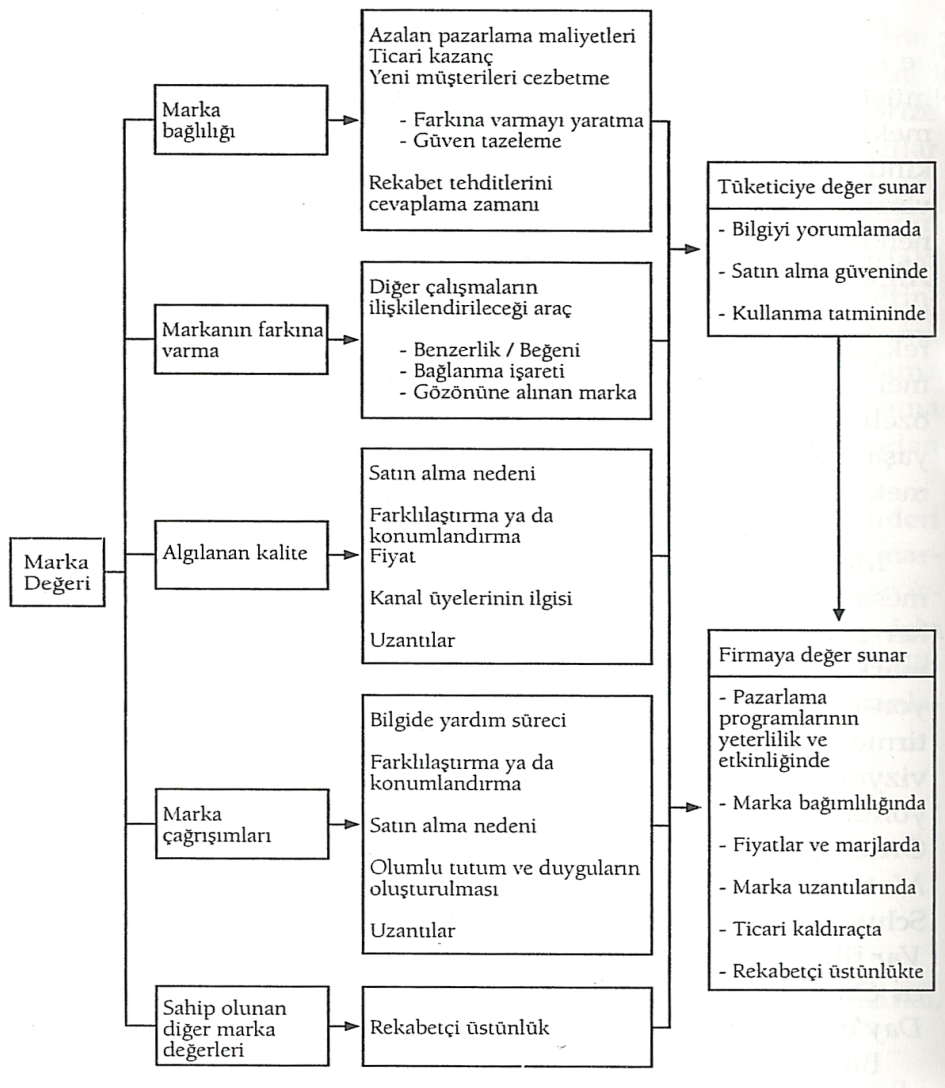 Marka
Değeri
Marka
bağlılığı
Azalan pazarlama maliyetleri
Ticari kazanç
Yeni müşterileri cezbetme
- Farkına varmayı yaratma
- Güven tazeleme
Rekabet tehditlerini
cevaplama zamanı
Markanın farkına
varma
Diğer çalışmaların
ilişkilendirileceği araç
- Benzerlik / Beğeni
- Bağlanma işareti
- Gözönüne alınan marka
Algılanan kalite
Satın alma nedeni
Farklılaştırma ya da
konumlandırma
Fiyat
Kanal üyelerinin ilgisi
Uzantılar
Marka
çağrışımları
Bilgide yardım süreci
Farklılaştırma ya da
konumlandırma
Satın alma nedeni
Olumlu tutum ve duyguların
oluşturulması
Uzantılar
Sahip olunan
diğer marka
değerleri
Rekabetçi üstünlük
Tüketiciye değer sunar
- Bilgiyi yorumlamada
- Satın alma güveninde
- Kullanma tatmininde
Firmaya değer sunar
- Pazarlama
programlarının
yeterlilik ve
etkinliğinde
- Marka bağımlılığında
- Fiyatlar ve marjlarda
- Marka uzantılarında
- Ticari kaldıraçta
- Rekabetçi üstünlükte